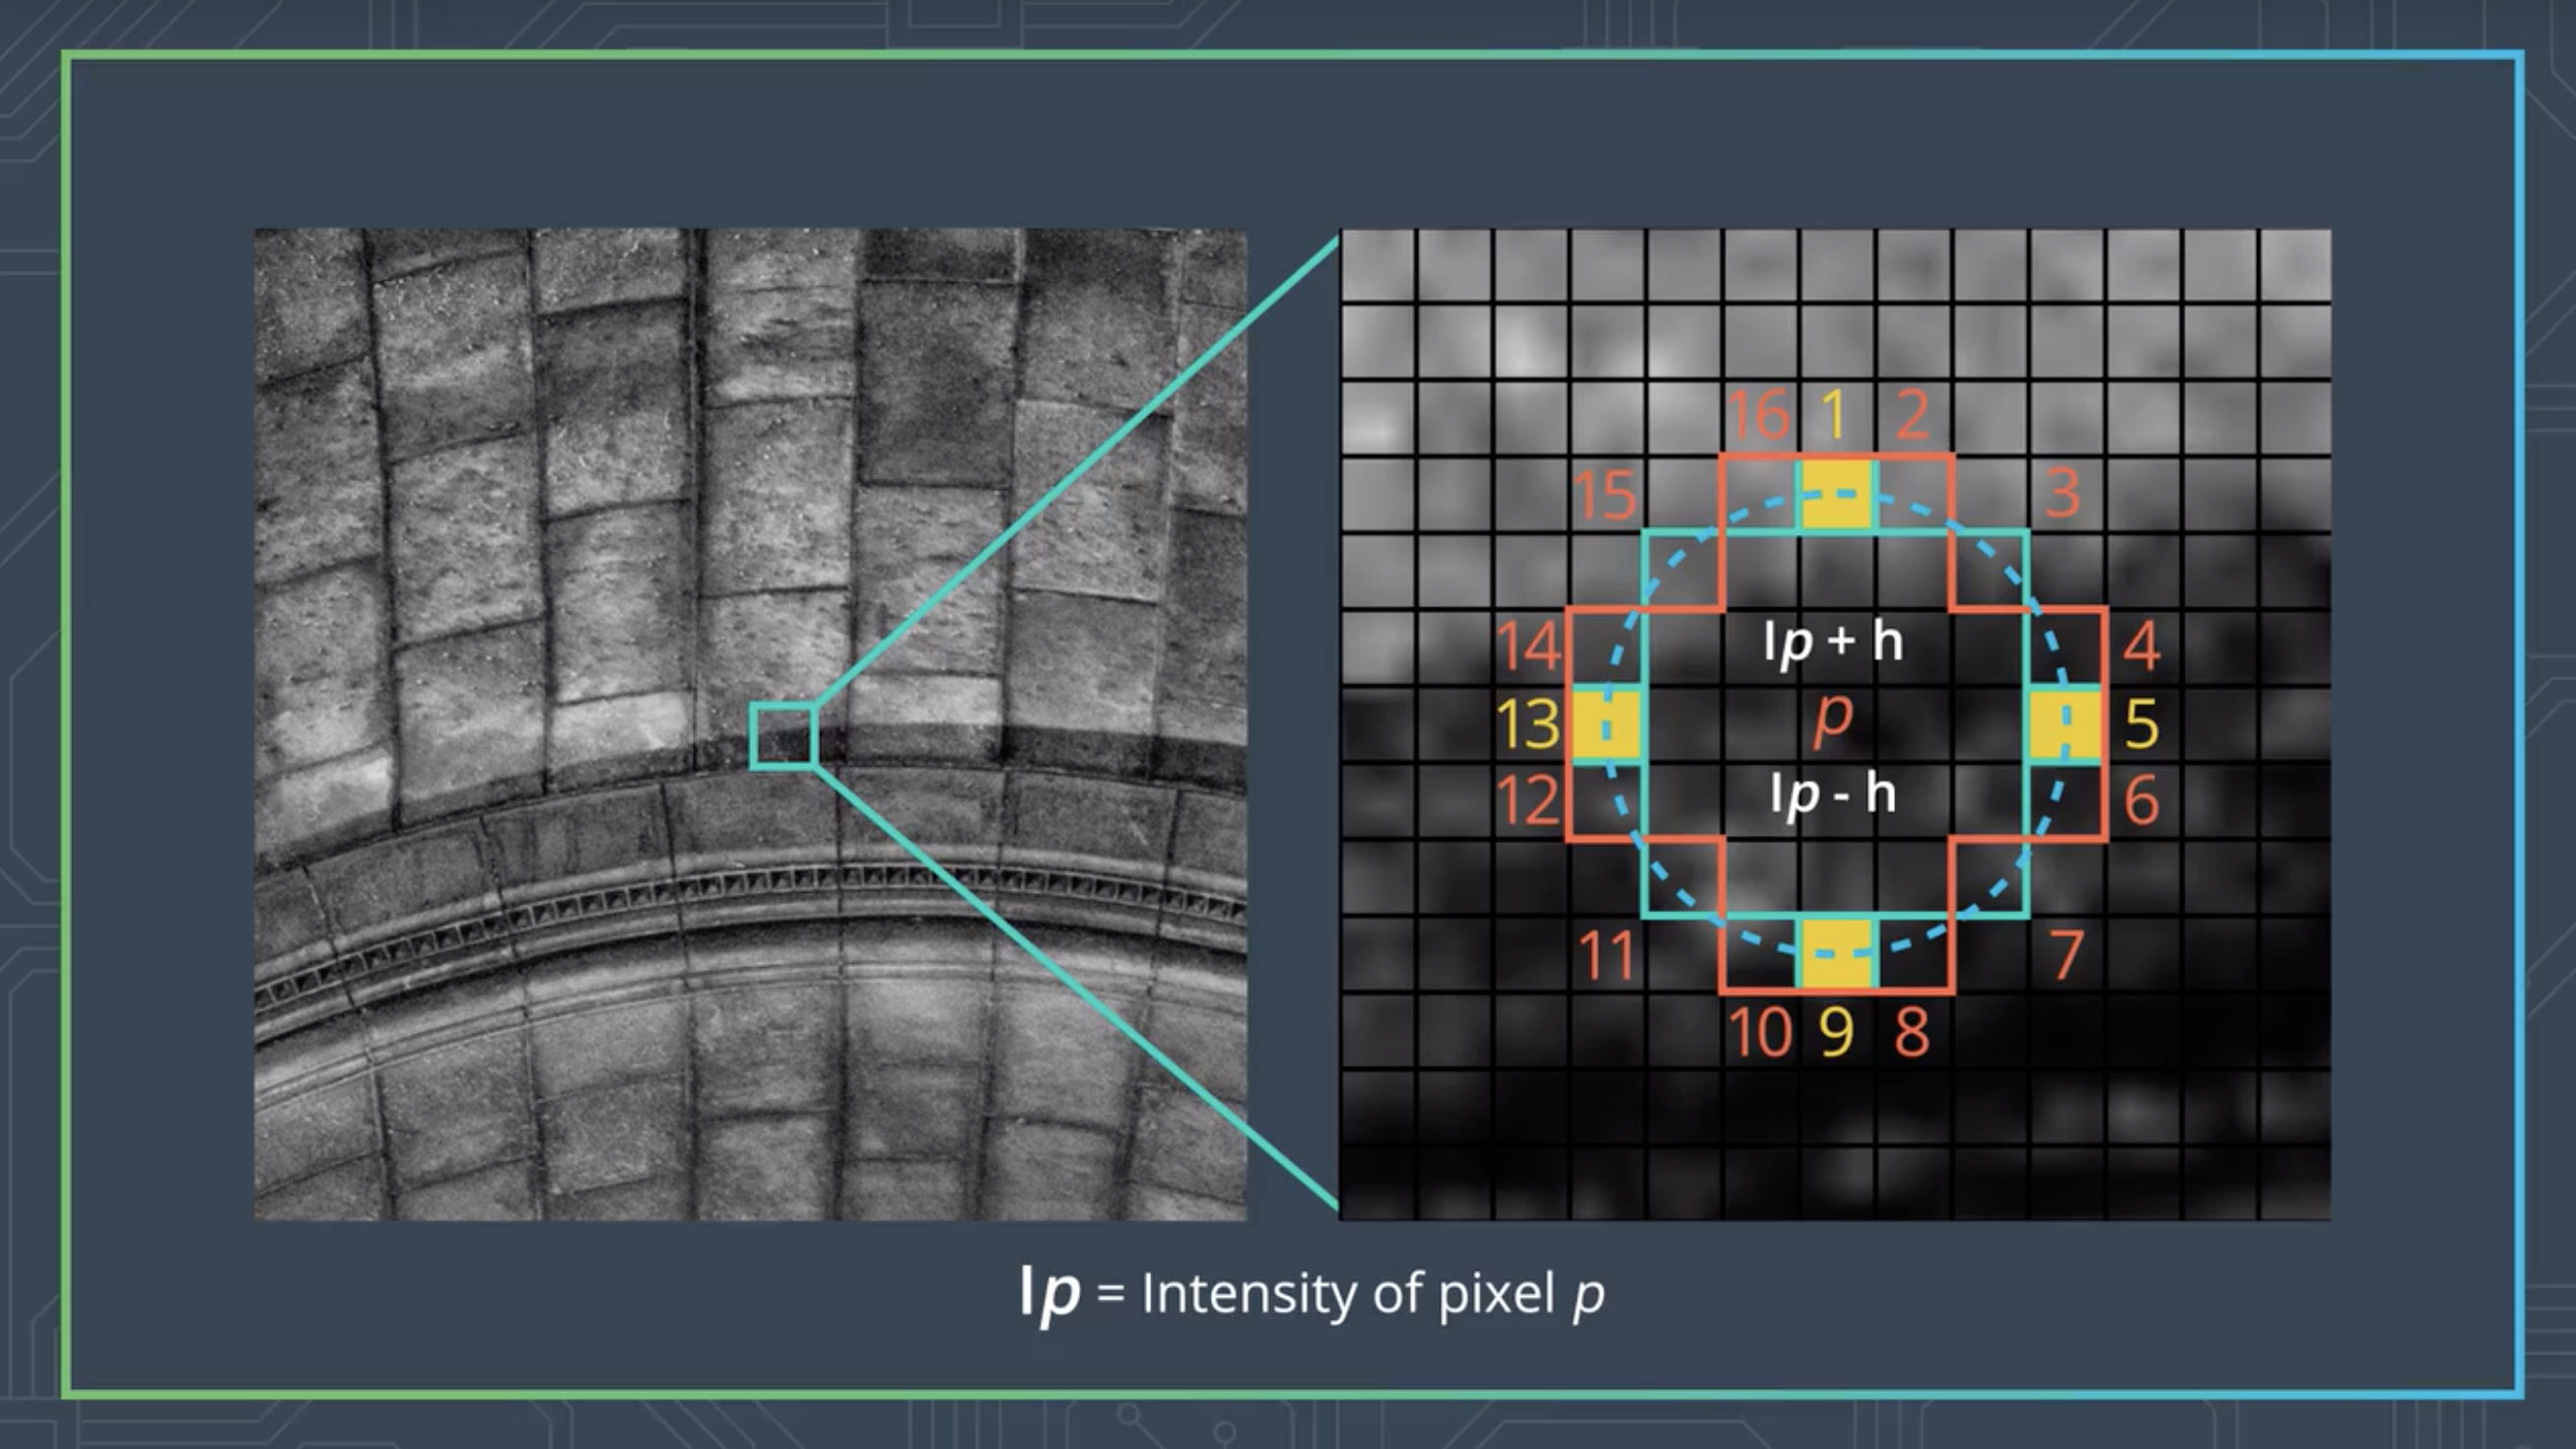 16 1 2
15 3
14 Ip + h 4
13 p 5
12 Ip - h 6
11 7
10 9 8
Ip = Intensity of pixel p